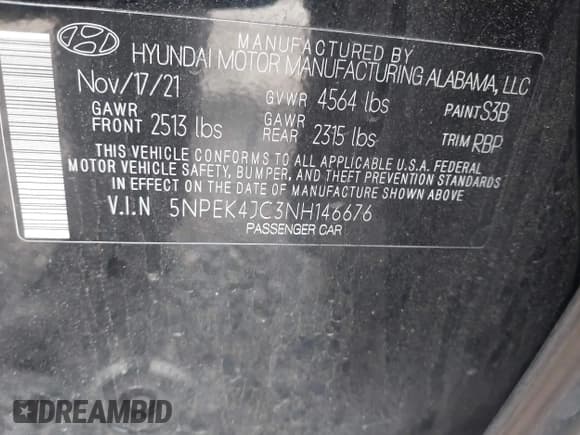 MANUFACTURED BY
HYUNDAI MOTOR MANUFACTURING ALABAMA, LLC
Nov/17/21 GVWR 4564 lbs PAINT S3B
GAWR FRONT 2513 lbs GAWR REAR 2315 lbs TRIM RBP
THIS VEHICLE CONFORMS TO ALL APPLICABLE U.S.A. FEDERAL
MOTOR VEHICLE SAFETY, BUMPER, AND THEFT PREVENTION STANDARDS
IN EFFECT ON THE DATE OF MANUFACTURE SHOWN ABOVE
V.I.N 5NPEK4JC3NH146676
PASSENGER CAR
DREAMBID